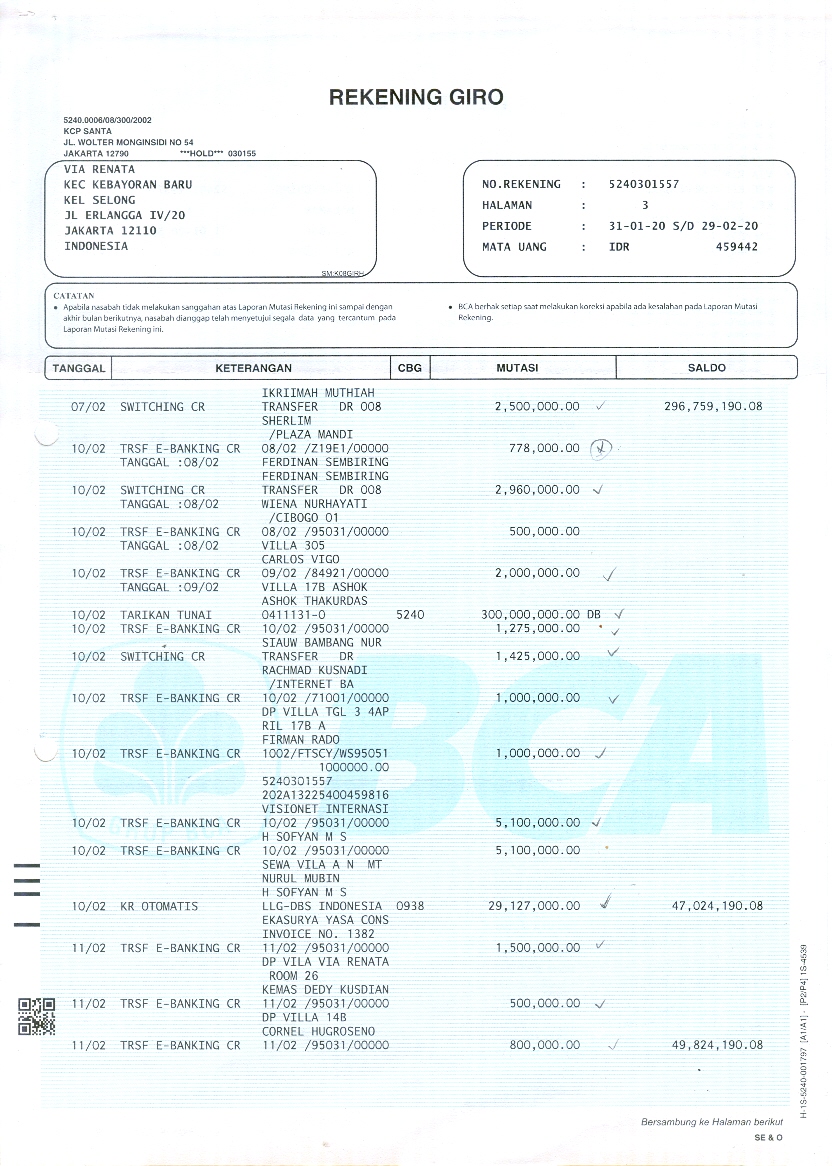 REKENING GIRO
5240.0006/08/300/2002
KCP SANTA
JL. WOLTER MONGINSIDI NO 54
JAKARTA 12790 ***HOLD*** 030155
VIA RENATA
KEC KEBAYORAN BARU
KEL SELONG
JL ERLANGGA IV/20
JAKARTA 12110
INDONESIA
SM:K08GIRH
NO.REKENING : 5240301557
HALAMAN : 3
PERIODE : 31-01-20 S/D 29-02-20
MATA UANG : IDR 459442
CATATAN
• Apabila nasabah tidak melakukan sanggahan atas Laporan Mutasi Rekening ini sampai dengan
akhir bulan berikutnya, nasabah dianggap telah menyetujui segala data yang tercantum pada
Laporan Mutasi Rekening ini.
• BCA berhak setiap saat melakukan koreksi apabila ada kesalahan pada Laporan Mutasi
Rekening.
TANGGAL KETERANGAN CBG MUTASI SALDO
IKRIIMAH MUTHIAH
07/02 SWITCHING CR TRANSFER DR 008 2,500,000.00 296,759,190.08
SHERLIM
/PLAZA MANDI
10/02 TRSF E-BANKING CR 08/02 /Z19E1/00000 778,000.00
TANGGAL :08/02 FERDINAN SEMBIRING
FERDINAN SEMBIRING
10/02 SWITCHING CR TRANSFER DR 008 2,960,000.00
TANGGAL :08/02 WIENA NURHAYATI
/CIBOGO 01
10/02 TRSF E-BANKING CR 08/02 /95031/00000 500,000.00
TANGGAL :08/02 VILLA 305
CARLOS VIGO
10/02 TRSF E-BANKING CR 09/02 /84921/00000 2,000,000.00
TANGGAL :09/02 VILLA 17B ASHOK
ASHOK THAKURDAS
10/02 TARIKAN TUNAI 0411131-0 5240 300,000,000.00 DB
10/02 TRSF E-BANKING CR 10/02 /95031/00000 1,275,000.00
SIAUW BAMBANG NUR
10/02 SWITCHING CR TRANSFER DR 1,425,000.00
RACHMAD KUSNADI
/INTERNET BA
10/02 TRSF E-BANKING CR 10/02 /71001/00000 1,000,000.00
DP VILLA TGL 3 4AP
RIL 17B A
FIRMAN RADO
10/02 TRSF E-BANKING CR 1002/FTSCY/WS95051 1,000,000.00
1000000.00
5240301557
202A13225400459816
VISIONET INTERNASI
10/02 TRSF E-BANKING CR 10/02 /95031/00000 5,100,000.00
H SOFYAN M S
10/02 TRSF E-BANKING CR 10/02 /95031/00000 5,100,000.00
SEWA VILA A N MT
NURUL MUBIN
H SOFYAN M S
10/02 KR OTOMATIS LLG-DBS INDONESIA 0938 29,127,000.00 47,024,190.08
EKASURYA YASA CONS
INVOICE NO. 1382
11/02 TRSF E-BANKING CR 11/02 /95031/00000 1,500,000.00
DP VILA VIA RENATA
ROOM 26
KEMAS DEDY KUSDIAN
11/02 TRSF E-BANKING CR 11/02 /95031/00000 500,000.00
DP VILLA 14B
CORNEL HUGROSENO
11/02 TRSF E-BANKING CR 11/02 /95031/00000 800,000.00 49,824,190.08
BCA
H-1S-5240-001797 [A1/A1] - [P2/P4] 1S-4539
Bersambung ke Halaman berikut
SE & O